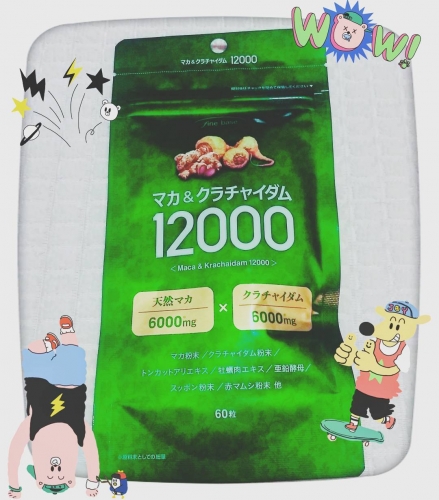 WOW!
マカ&クラチャイダム 12000
マカ&クラチャイダム
12000
<Maca & Krachaidam 12000>
天然マカ
6000mg
×
クラチャイダム
6000mg
マカ粉末/クラチャイダム粉末/
トンカットアリエキス/牡蠣肉エキス/亜鉛酵母/
スッポン粉末/赤マムシ粉末 他
60粒